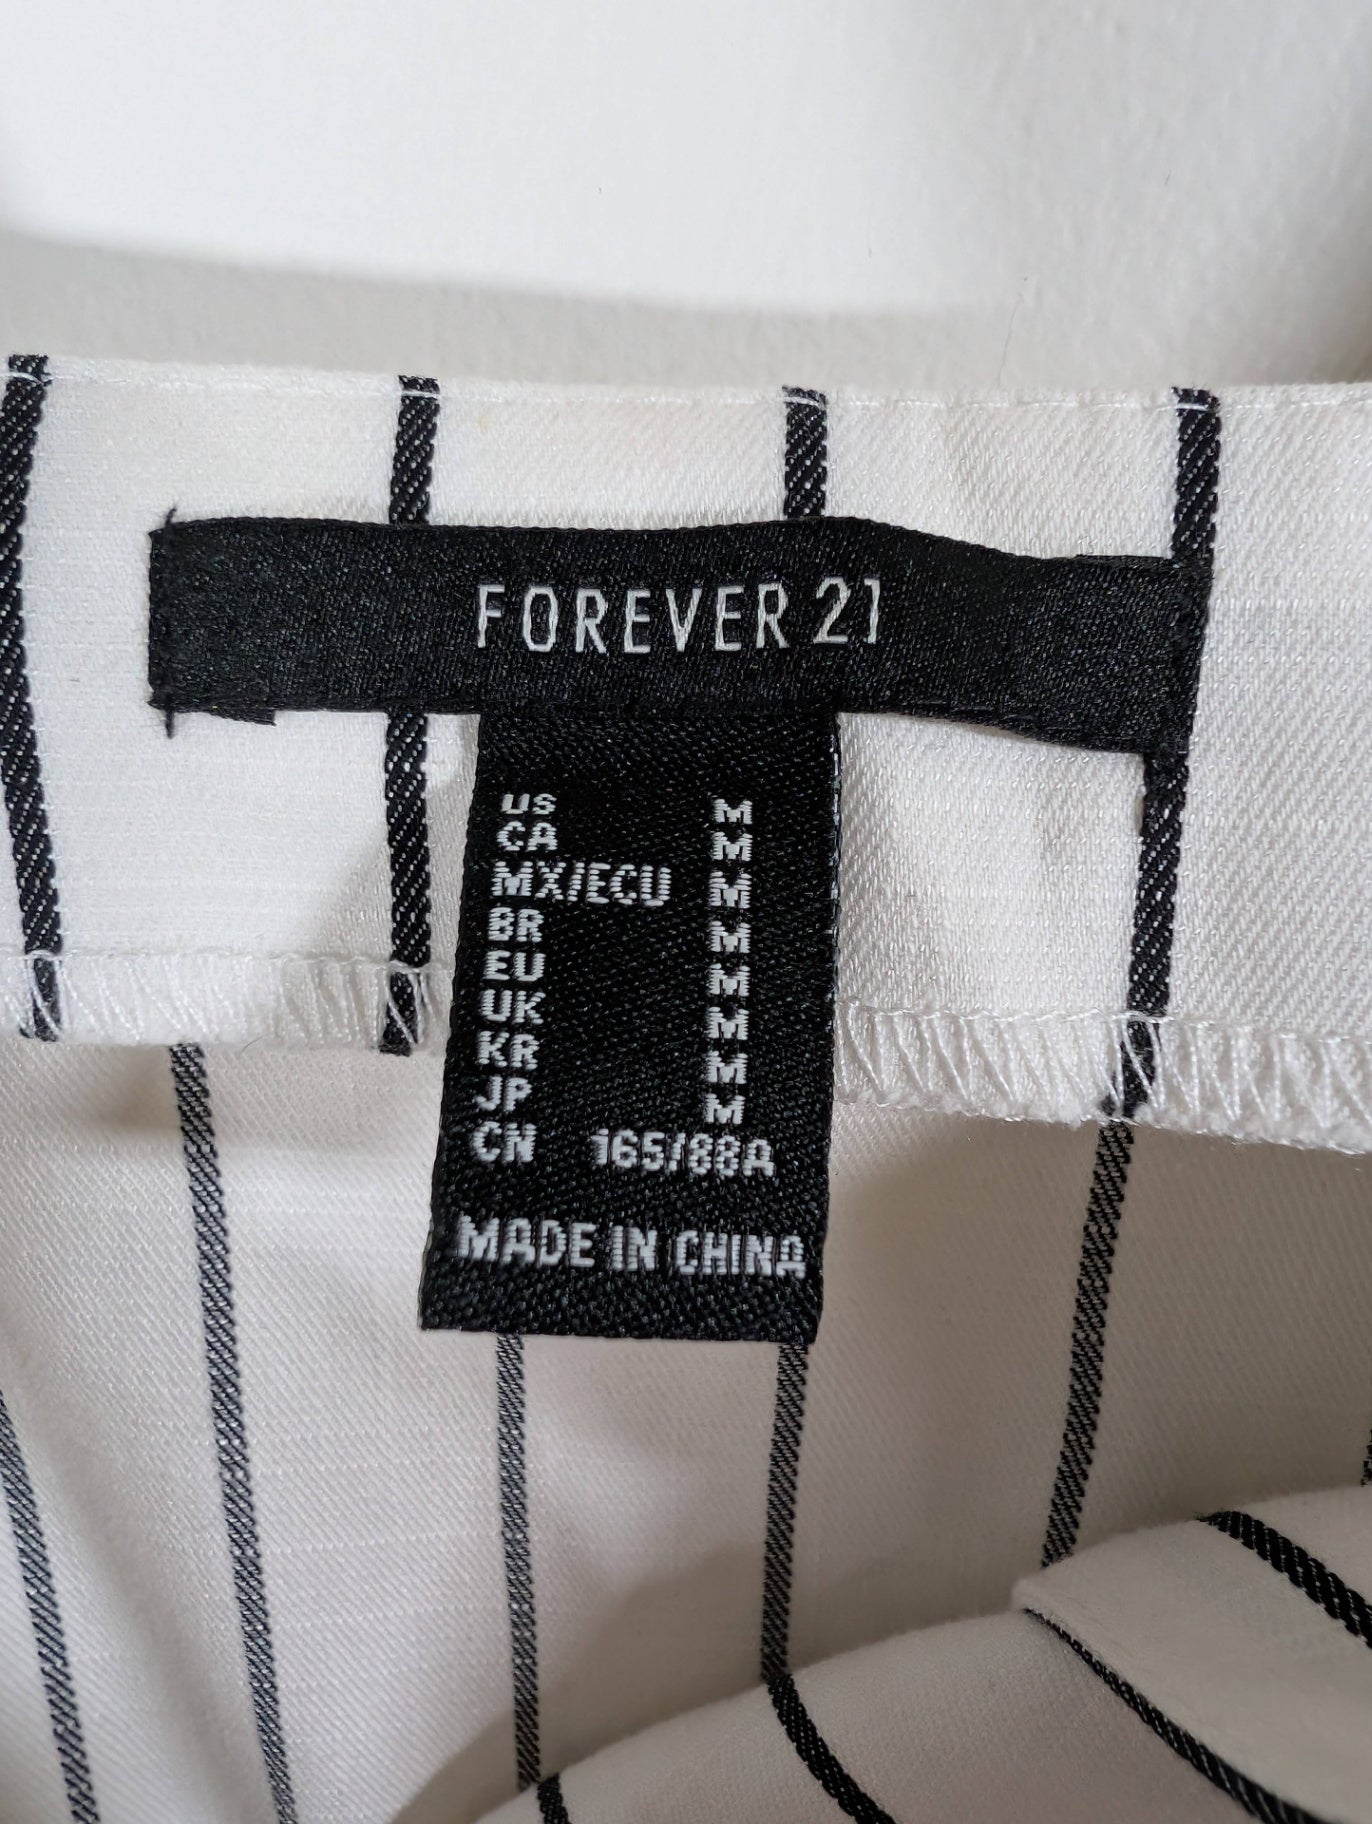 FOREVER 21
US M
CA M
MX/ECU M
BR M
EU M
UK M
KR M
JP M
CN 165/88A
MADE IN CHINA